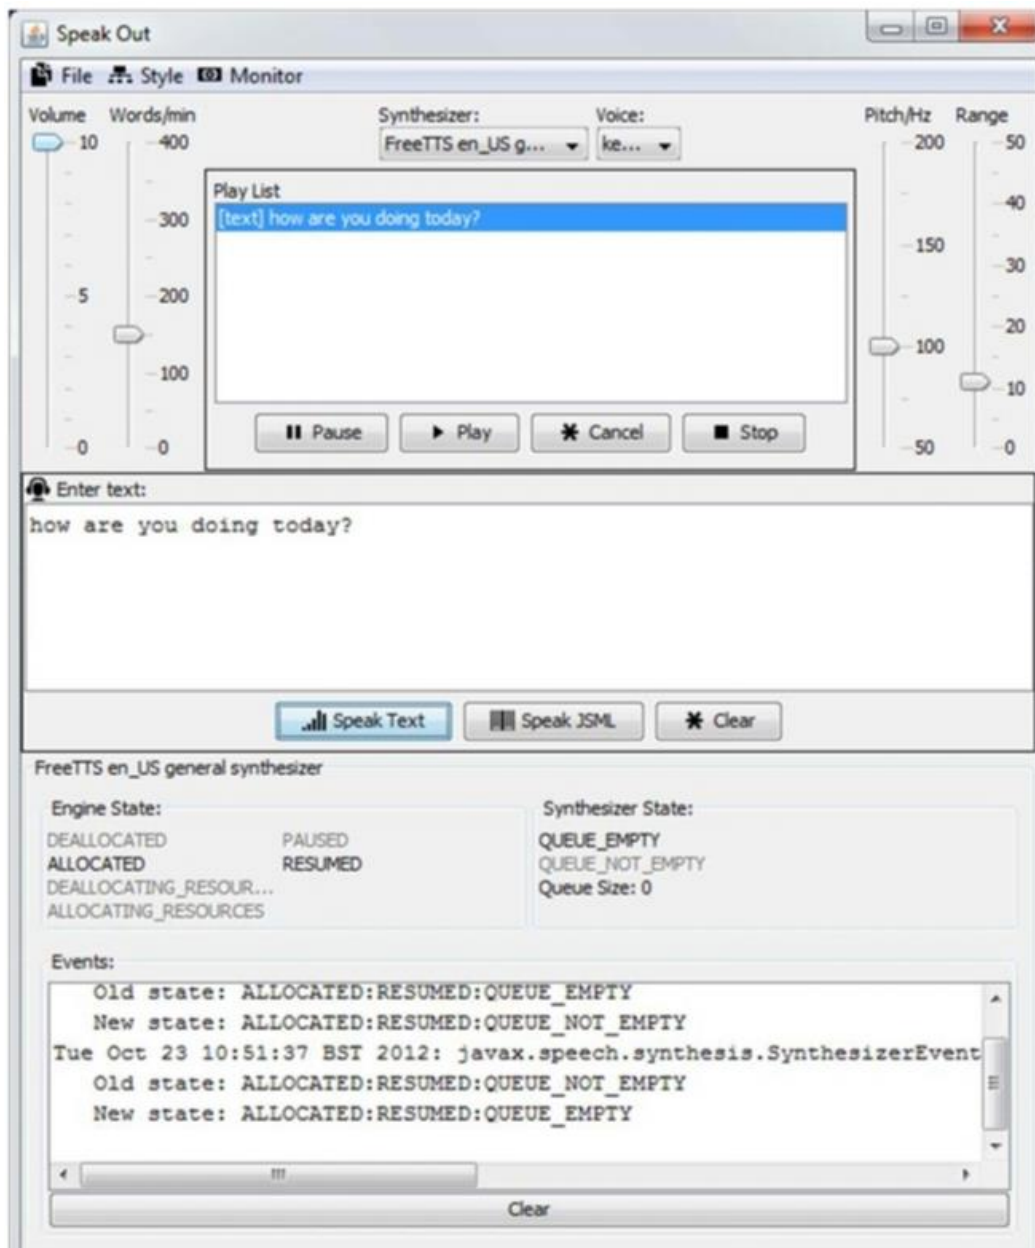 Speak Out
File Style Monitor
Volume Words/min Synthesizer: Voice: Pitch/Hz Range
FreeTTS en_US g... ke...
10 400 200 50
300 40
150
30
5 200
20
100
100 10
0 0 50 0
Play List
[text] how are you doing today?
Pause Play Cancel Stop
Enter text:
how are you doing today?
Speak Text Speak JSML Clear
FreeTTS en_US general synthesizer
Engine State: Synthesizer State:
DEALLOCATED PAUSED QUEUE_EMPTY
ALLOCATED RESUMED QUEUE_NOT_EMPTY
DEALLOCATING_RESOUR... Queue Size: 0
ALLOCATING_RESOURCES
Events:
Old state: ALLOCATED:RESUMED:QUEUE_EMPTY
New state: ALLOCATED:RESUMED:QUEUE_NOT_EMPTY
Tue Oct 23 10:51:37 BST 2012: javax.speech.synthesis.SynthesizerEvent
Old state: ALLOCATED:RESUMED:QUEUE_NOT_EMPTY
New state: ALLOCATED:RESUMED:QUEUE_EMPTY
Clear